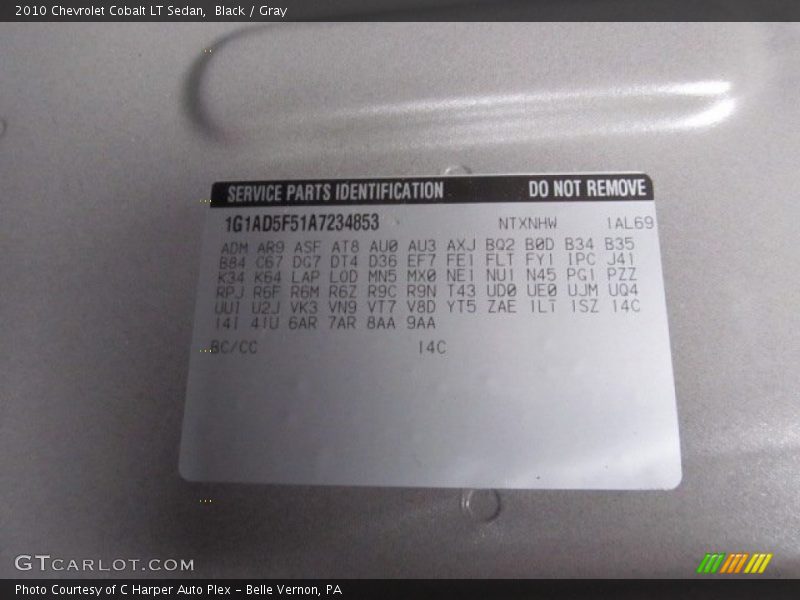 2010 Chevrolet Cobalt LT Sedan, Black / Gray
SERVICE PARTS IDENTIFICATION DO NOT REMOVE
1G1AD5F51A7234853 NTXNHW 1AL69
ADM AR9 ASF AT8 AU0 AU3 AXJ BQ2 B0D B34 B35
B84 C67 DG7 DT4 D36 EF7 FE1 FLT FY1 IPC J41
K34 K64 LAP LOD MN5 MX0 NE1 NU1 N45 PG1 PZZ
RPJ R6F R6M R6Z R9C R9N T43 UD0 UE0 UJM UQ4
UU1 U2J VK3 VN9 VT7 V8D YT5 ZAE 1LT 1SZ 14C
14I 41U 6AR 7AR 8AA 9AA
BC/CC 14C
GTCARLOT.COM
Photo Courtesy of C Harper Auto Plex - Belle Vernon, PA